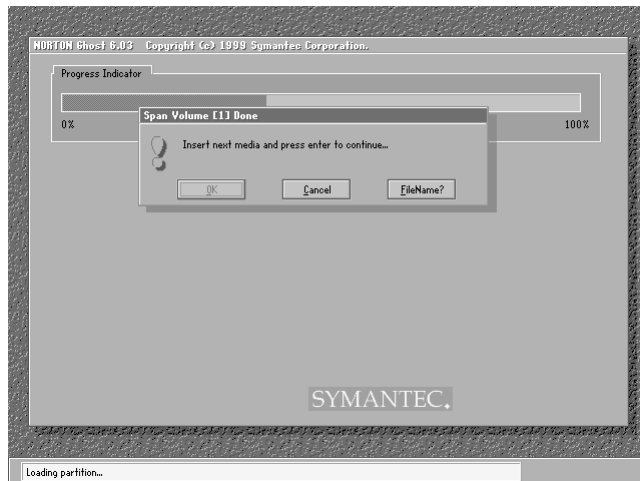 NORTON Ghost 6.03 Copyright (c) 1999 Symantec Corporation.
Progress Indicator
0%
100%
Span Volume [1] Done
Insert next media and press enter to continue...
OK
Cancel
FileName?
SYMANTEC.
Loading partition...